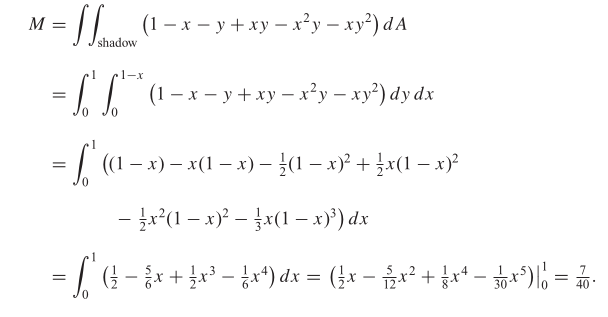 M = ∬_shadow (1 − x − y + xy − x²y − xy²) dA
= ∫₀¹ ∫₀^{1−x} (1 − x − y + xy − x²y − xy²) dy dx
= ∫₀¹ ((1 − x) − x(1 − x) − ½(1 − x)² + ½x(1 − x)²
− ½x²(1 − x)² − ⅓x(1 − x)³) dx
= ∫₀¹ (½ − ⅚x + ½x³ − ⅙x⁴) dx = (½x − 5/12 x² + ⅛x⁴ − 1/30 x⁵)|₀¹ = 7/40.